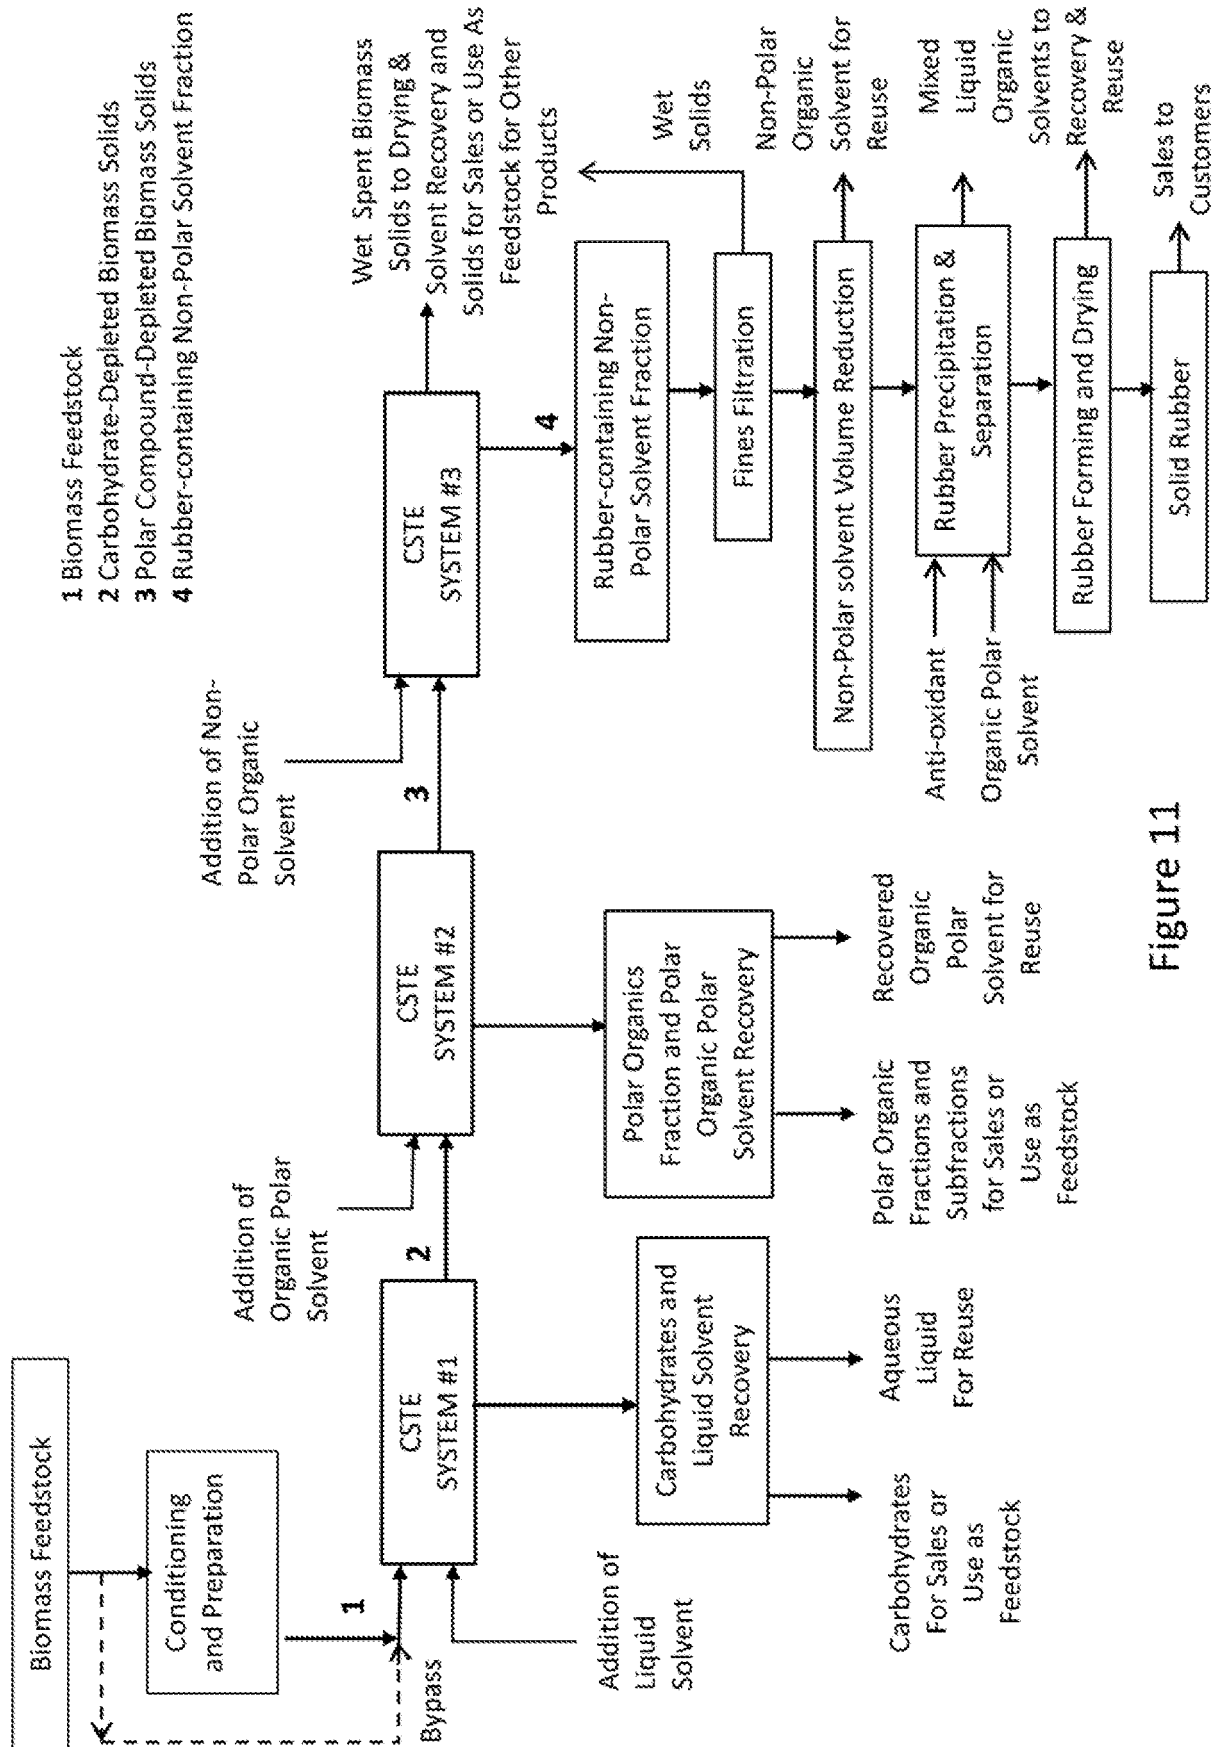 Biomass Feedstock
Conditioning
and Preparation
1
Bypass
Addition of
Liquid
Solvent
CSTE
SYSTEM #1
Carbohydrates and
Liquid Solvent
Recovery
Carbohydrates
For Sales or
Use as
Feedstock
Aqueous
Liquid
For Reuse
2
Addition of
Organic Polar
Solvent
CSTE
SYSTEM #2
Polar Organics
Fraction and Polar
Organic Polar
Solvent Recovery
Polar Organic
Fractions and
Subfractions
for Sales or
Use as
Feedstock
Recovered
Organic
Polar
Solvent for
Reuse
3
Addition of Non-
Polar Organic
Solvent
CSTE
SYSTEM #3
Wet Spent Biomass
Solids to Drying &
Solvent Recovery and
Solids for Sales or Use As
Feedstock for Other
Products
4
Rubber-containing Non-
Polar Solvent Fraction
Fines Filtration
Wet
Solids
Non-Polar solvent Volume Reduction
Non-Polar
Organic
Solvent for
Reuse
Anti-oxidant
Organic Polar
Solvent
Rubber Precipitation &
Separation
Mixed
Liquid
Organic
Solvents to
Recovery &
Reuse
Rubber Forming and Drying
Solid Rubber
Sales to
Customers
1 Biomass Feedstock
2 Carbohydrate-Depleted Biomass Solids
3 Polar Compound-Depleted Biomass Solids
4 Rubber-containing Non-Polar Solvent Fraction
Figure 11